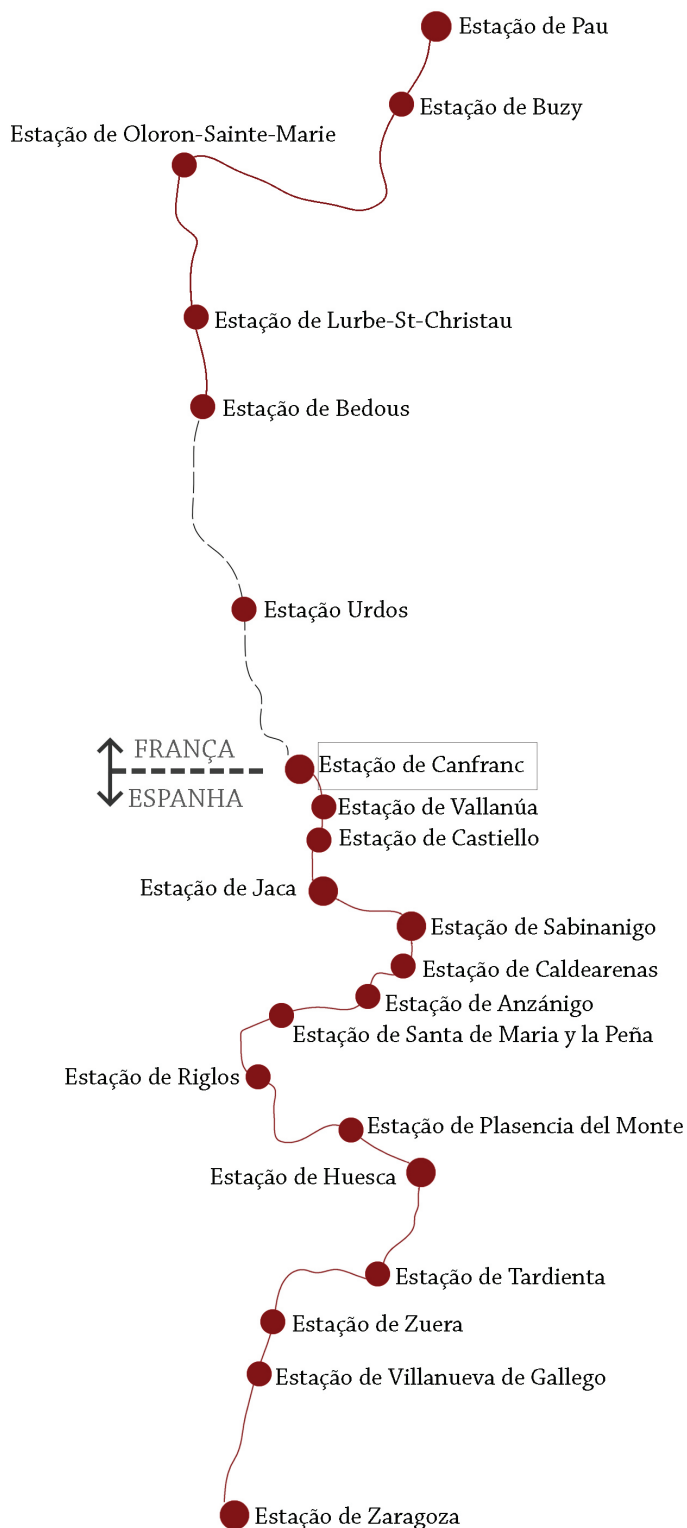 Estação de Pau
Estação de Buzy
Estação de Oloron-Sainte-Marie
Estação de Lurbe-St-Christau
Estação de Bedous
Estação Urdos
FRANÇA
Estação de Canfranc
ESPANHA
Estação de Vallanúa
Estação de Castiello
Estação de Jaca
Estação de Sabinanigo
Estação de Caldearenas
Estação de Anzánigo
Estação de Santa de Maria y la Peña
Estação de Riglos
Estação de Plasencia del Monte
Estação de Huesca
Estação de Tardienta
Estação de Zuera
Estação de Villanueva de Gallego
Estação de Zaragoza